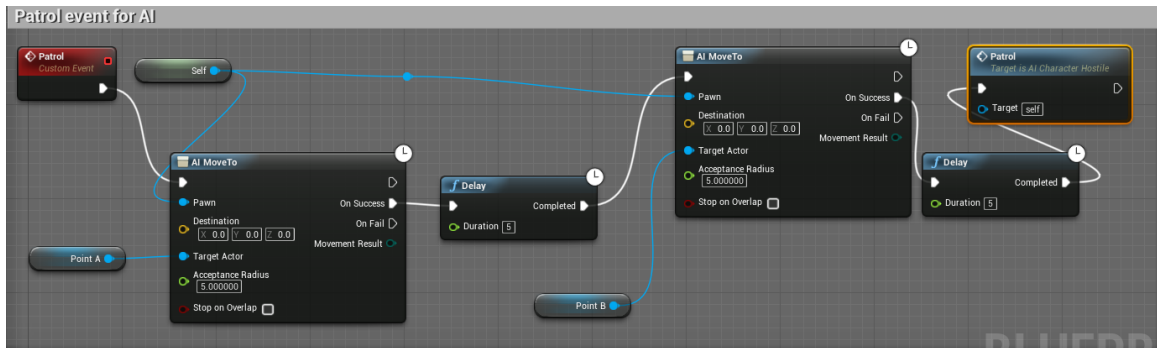 Patrol event for AI
Patrol
Custom Event
Self
AI MoveTo
Pawn
On Success
Destination
On Fail
X 0.0 Y 0.0 Z 0.0
Movement Result
Target Actor
Acceptance Radius
5.000000
Stop on Overlap
Point A
Delay
Completed
Duration 5
AI MoveTo
Pawn
On Success
Destination
On Fail
X 0.0 Y 0.0 Z 0.0
Movement Result
Target Actor
Acceptance Radius
5.000000
Stop on Overlap
Point B
Patrol
Target is AI Character Hostile
Target self
Delay
Completed
Duration 5